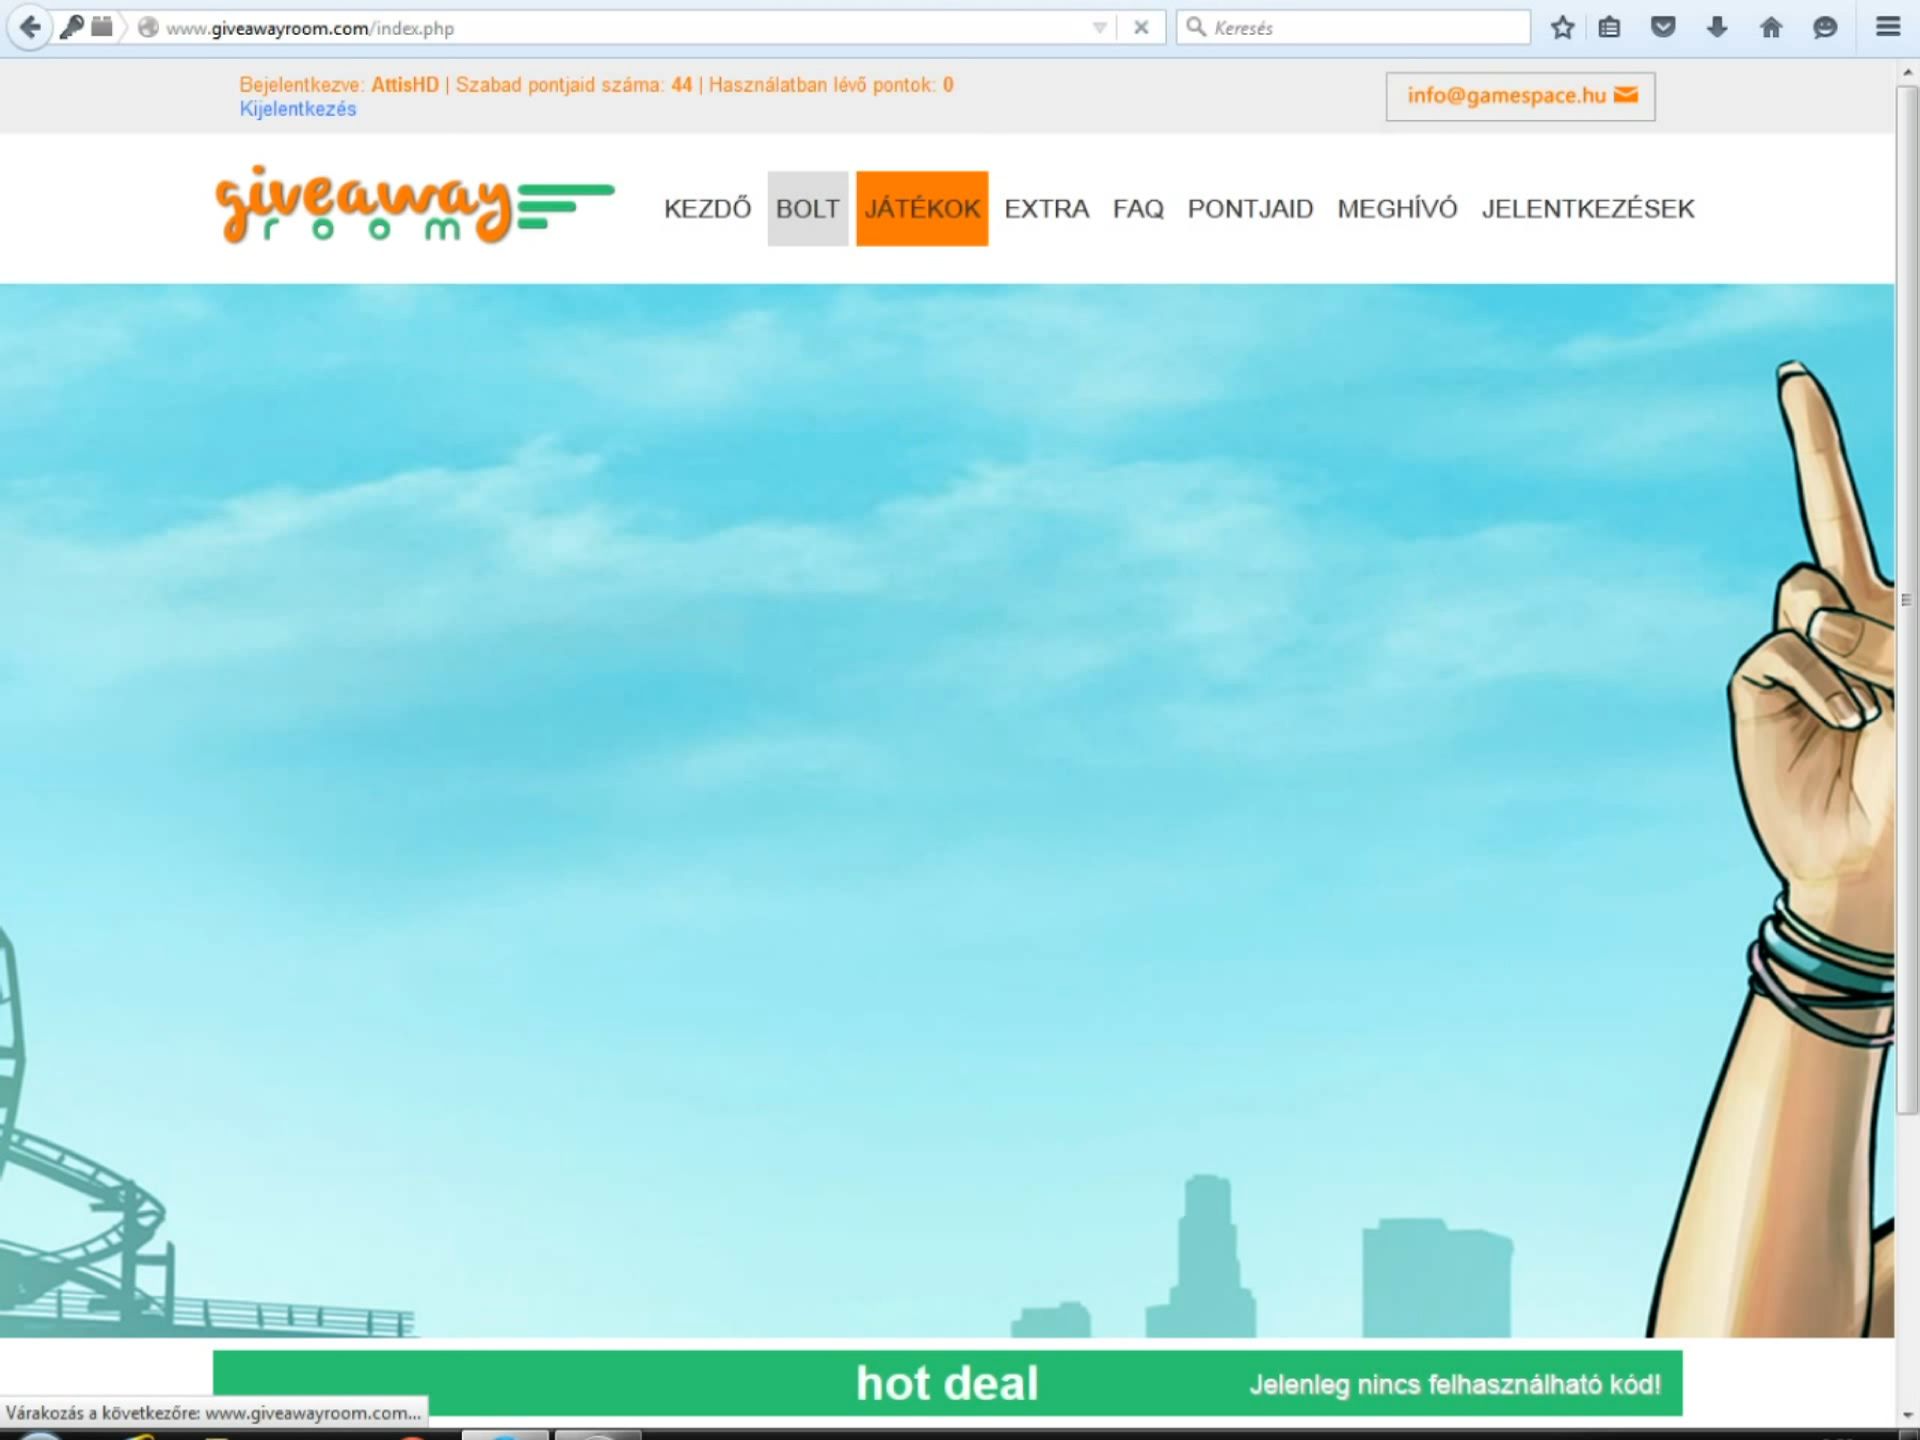 www.giveawayroom.com/index.php
Keresés
Bejelentkezve: AttisHD | Szabad pontjaid száma: 44 | Használatban lévő pontok: 0
Kijelentkezés
info@gamespace.hu
giveaway
room
KEZDŐ BOLT JÁTÉKOK EXTRA FAQ PONTJAID MEGHÍVÓ JELENTKEZÉSEK
hot deal
Jelenleg nincs felhasználható kód!
Várakozás a következőre: www.giveawayroom.com...